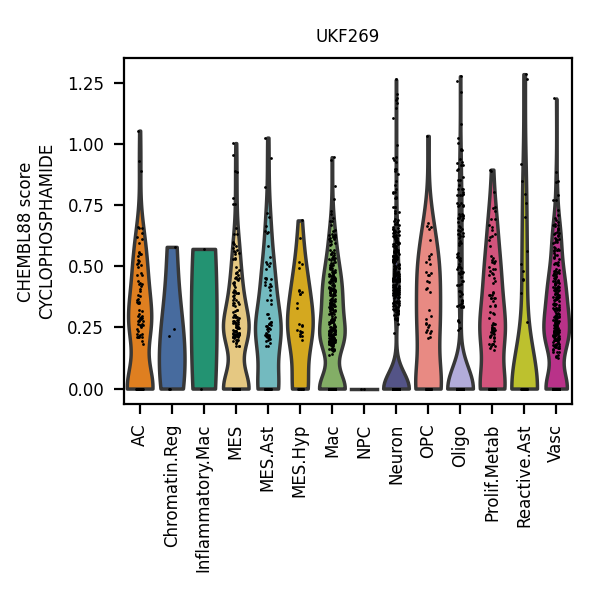 UKF269
CHEMBL88 score
CYCLOPHOSPHAMIDE
1.25
1.00
0.75
0.50
0.25
0.00
AC
Chromatin.Reg
Inflammatory.Mac
MES
MES.Ast
MES.Hyp
Mac
NPC
Neuron
OPC
Oligo
Prolif.Metab
Reactive.Ast
Vasc